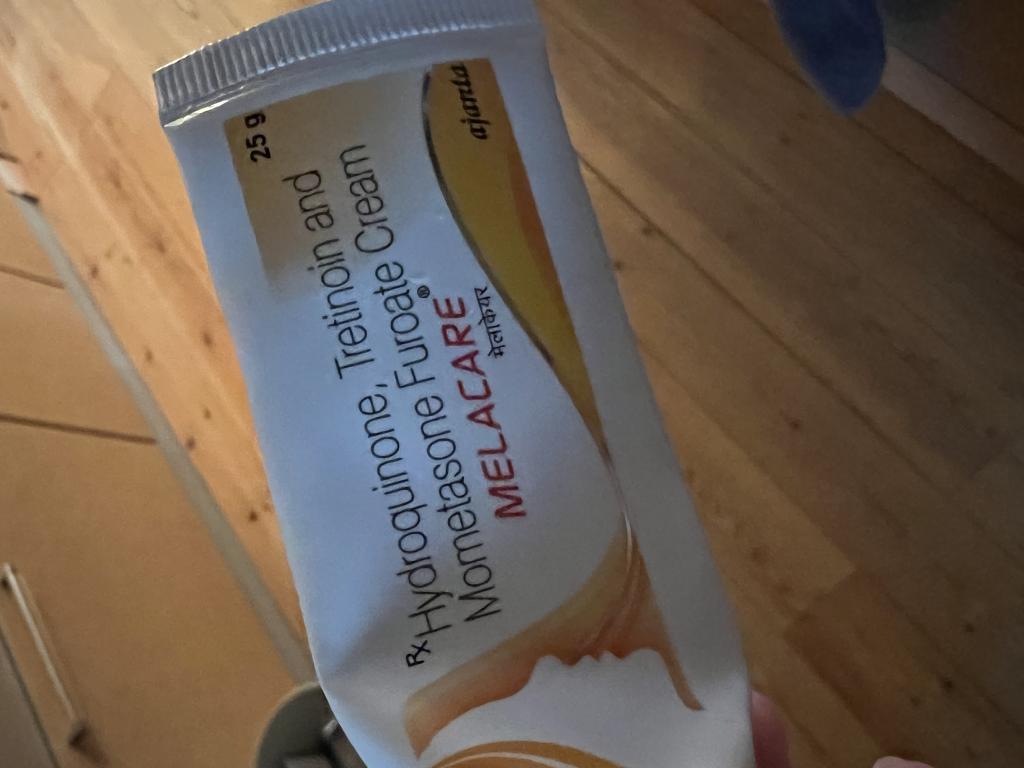 25 g
Rx Hydroquinone, Tretinoin and
Mometasone Furoate Cream
MELACARE®
मेलाकेयर
ajanta